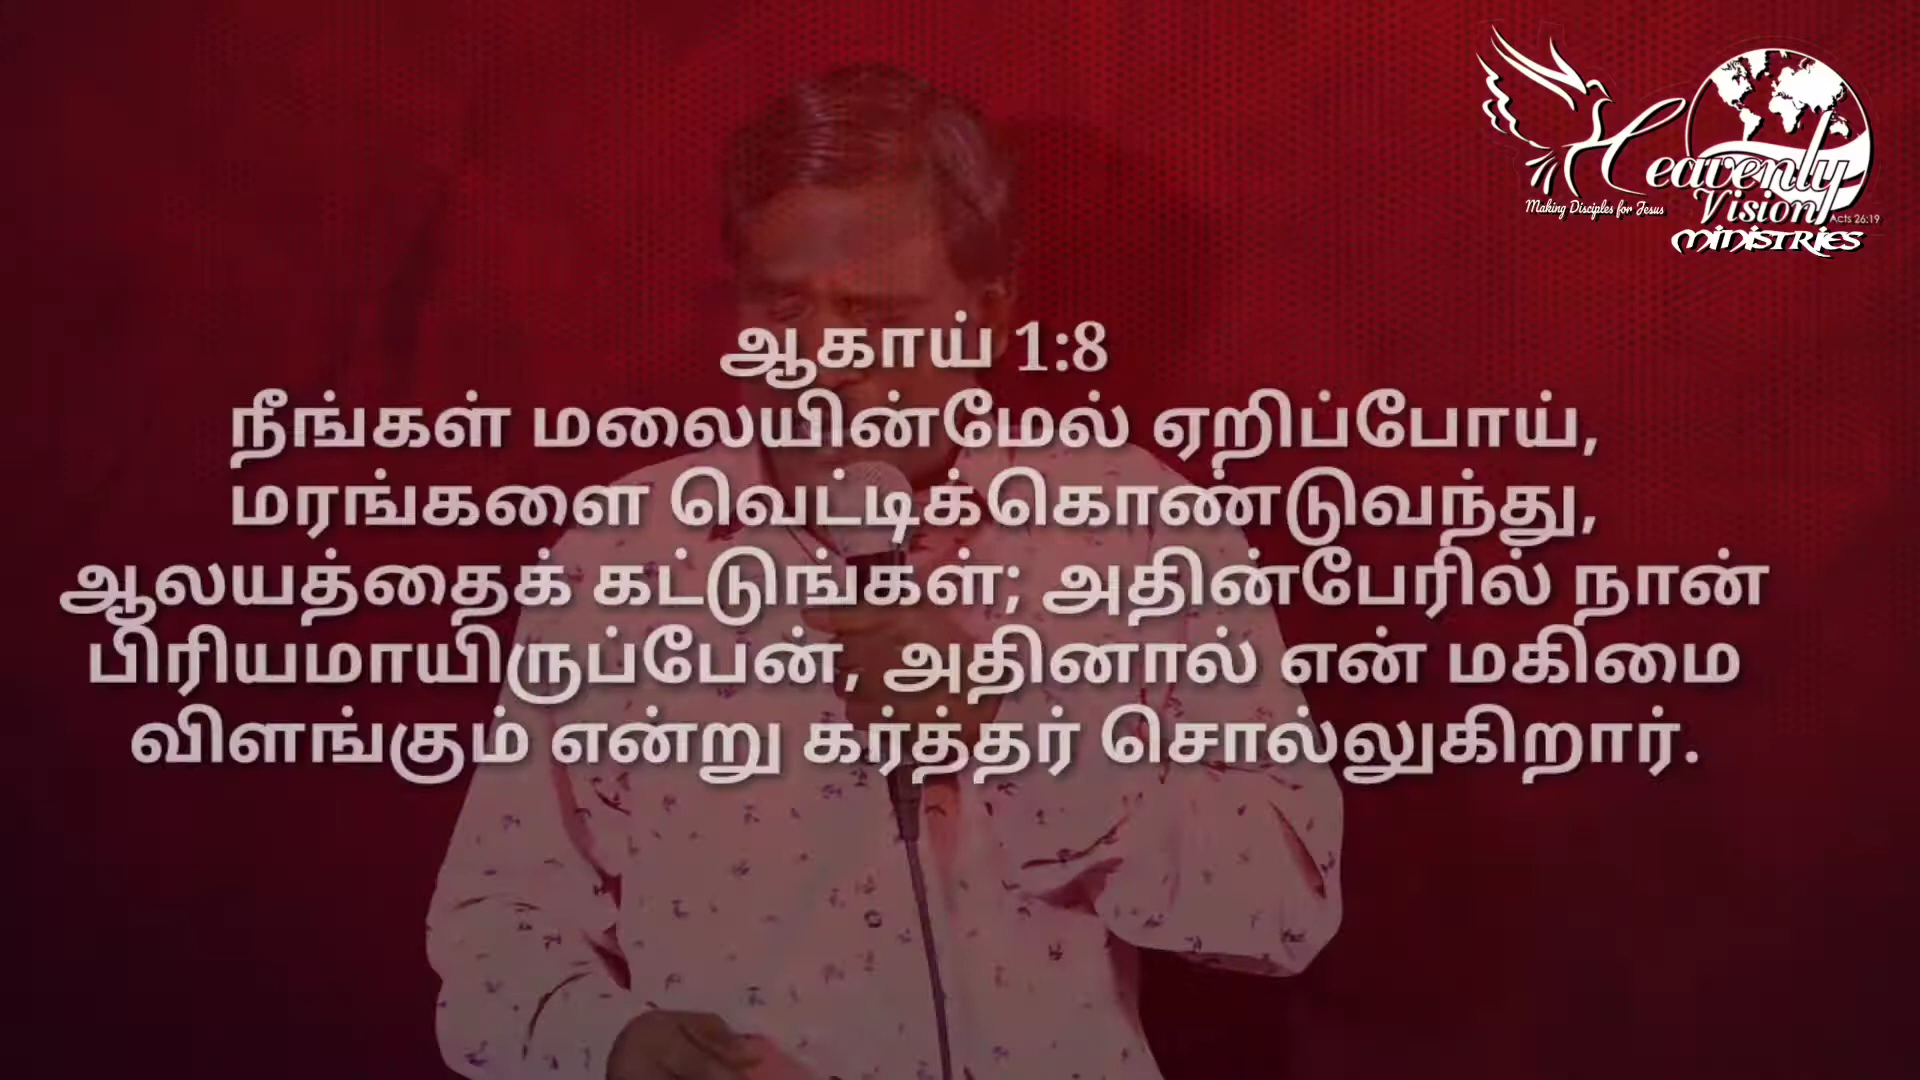 Heavenly
Vision
Making Disciples for Jesus
Acts 26:19
MINISTRIES
ஆகாய் 1:8
நீங்கள் மலையின்மேல் ஏறிப்போய்,
மரங்களை வெட்டிக்கொண்டுவந்து,
ஆலயத்தைக் கட்டுங்கள்; அதின்பேரில் நான்
பிரியமாயிருப்பேன், அதினால் என் மகிமை
விளங்கும் என்று கர்த்தர் சொல்லுகிறார்.